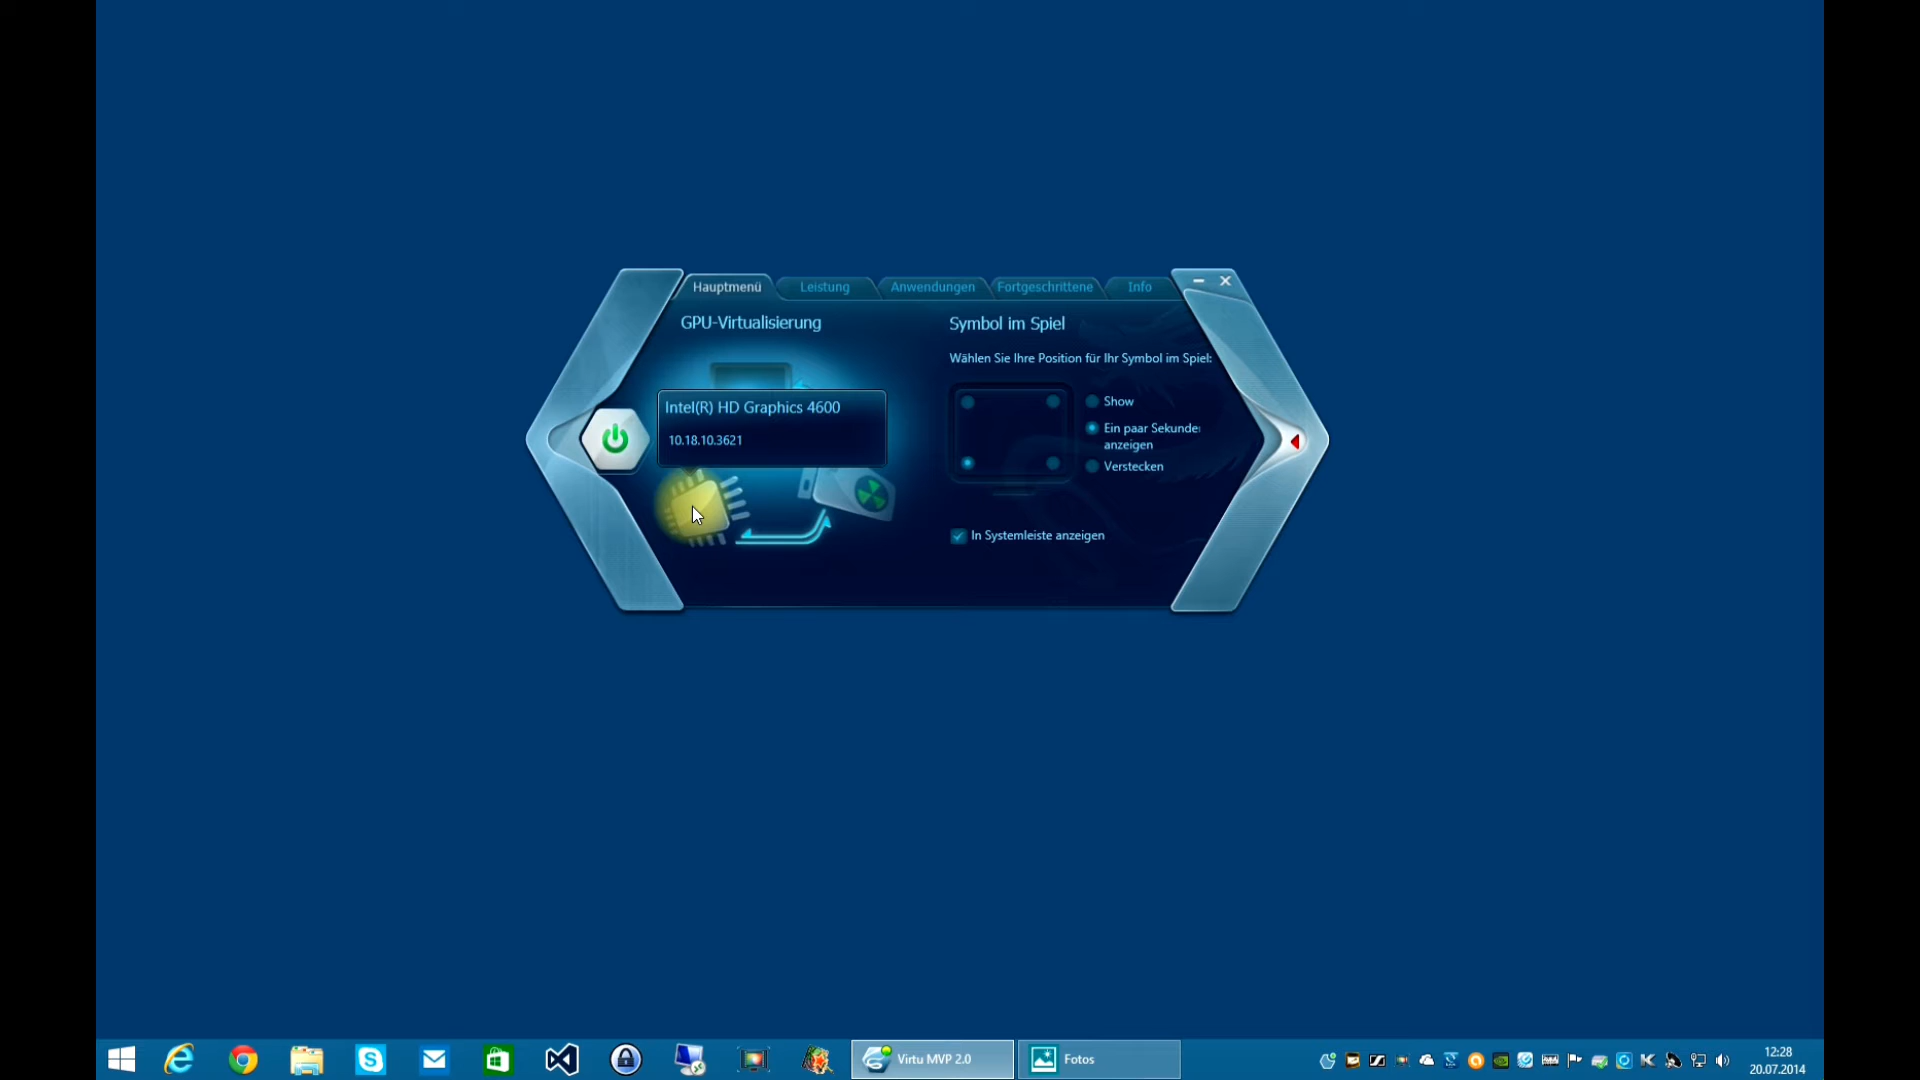 Hauptmenü
Leistung
Anwendungen
Fortgeschrittene
Info
GPU-Virtualisierung
Symbol im Spiel
Wählen Sie Ihre Position für Ihr Symbol im Spiel:
Intel(R) HD Graphics 4600
10.18.10.3621
Show
Ein paar Sekunde
anzeigen
Verstecken
In Systemleiste anzeigen
Virtu MVP 2.0
Fotos
12:28
20.07.2014